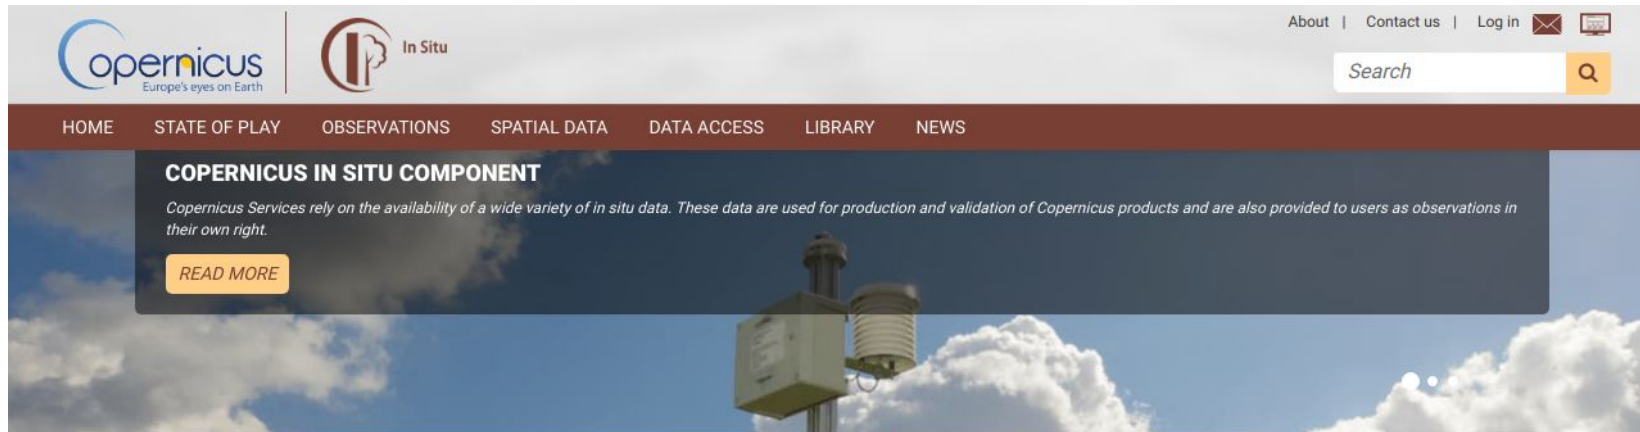 About | Contact us | Log in
Copernicus
Europe's eyes on Earth
In Situ
Search
HOME STATE OF PLAY OBSERVATIONS SPATIAL DATA DATA ACCESS LIBRARY NEWS
COPERNICUS IN SITU COMPONENT
Copernicus Services rely on the availability of a wide variety of in situ data. These data are used for production and validation of Copernicus products and are also provided to users as observations in
their own right.
READ MORE